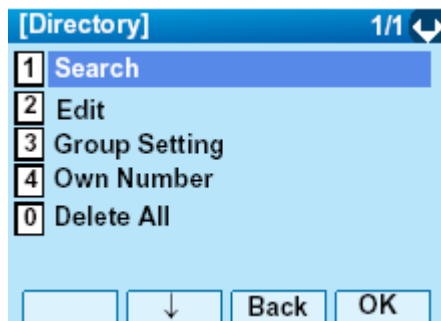 [Directory] 1/1
1 Search
2 Edit
3 Group Setting
4 Own Number
0 Delete All
↓ Back OK